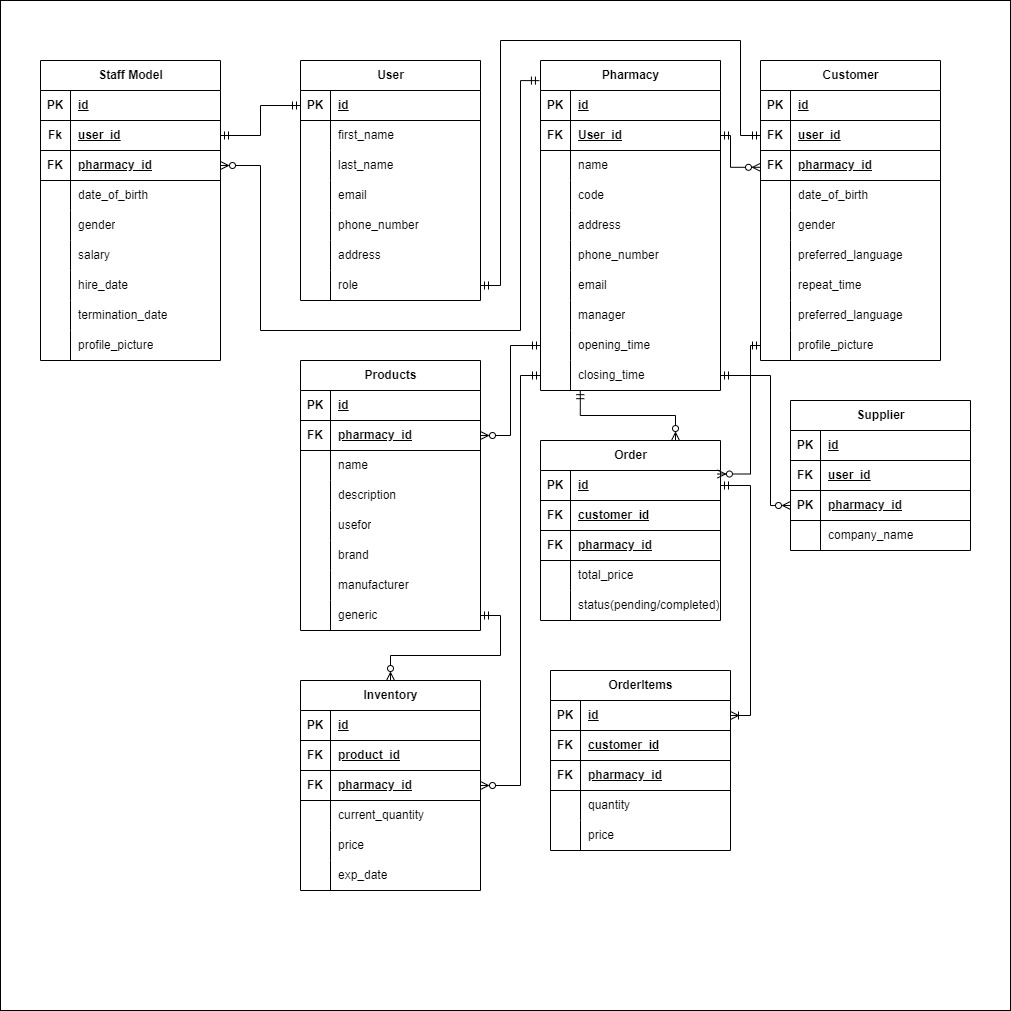 Staff Model
PK id
Fk user_id
FK pharmacy_id
date_of_birth
gender
salary
hire_date
termination_date
profile_picture
User
PK id
first_name
last_name
email
phone_number
address
role
Pharmacy
PK id
FK User_id
name
code
address
phone_number
email
manager
opening_time
closing_time
Customer
PK id
FK user_id
FK pharmacy_id
date_of_birth
gender
preferred_language
repeat_time
preferred_language
profile_picture
Products
PK id
FK pharmacy_id
name
description
usefor
brand
manufacturer
generic
Order
PK id
FK customer_id
FK pharmacy_id
total_price
status(pending/completed)
Supplier
PK id
FK user_id
PK pharmacy_id
company_name
Inventory
PK id
FK product_id
FK pharmacy_id
current_quantity
price
exp_date
OrderItems
PK id
FK customer_id
FK pharmacy_id
quantity
price